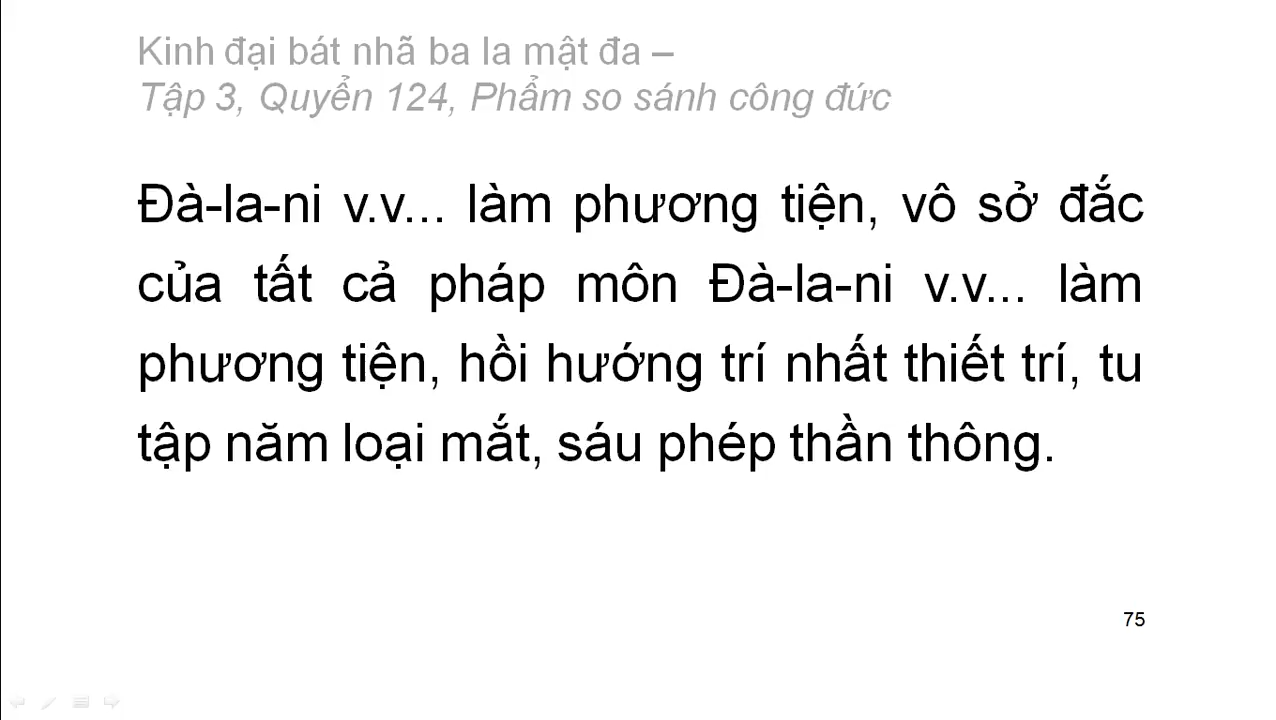 Kinh đại bát nhã ba la mật đa –
Tập 3, Quyển 124, Phẩm so sánh công đức
Đà-la-ni v.v... làm phương tiện, vô sở đắc
của tất cả pháp môn Đà-la-ni v.v... làm
phương tiện, hồi hướng trí nhất thiết trí, tu
tập năm loại mắt, sáu phép thần thông.
75